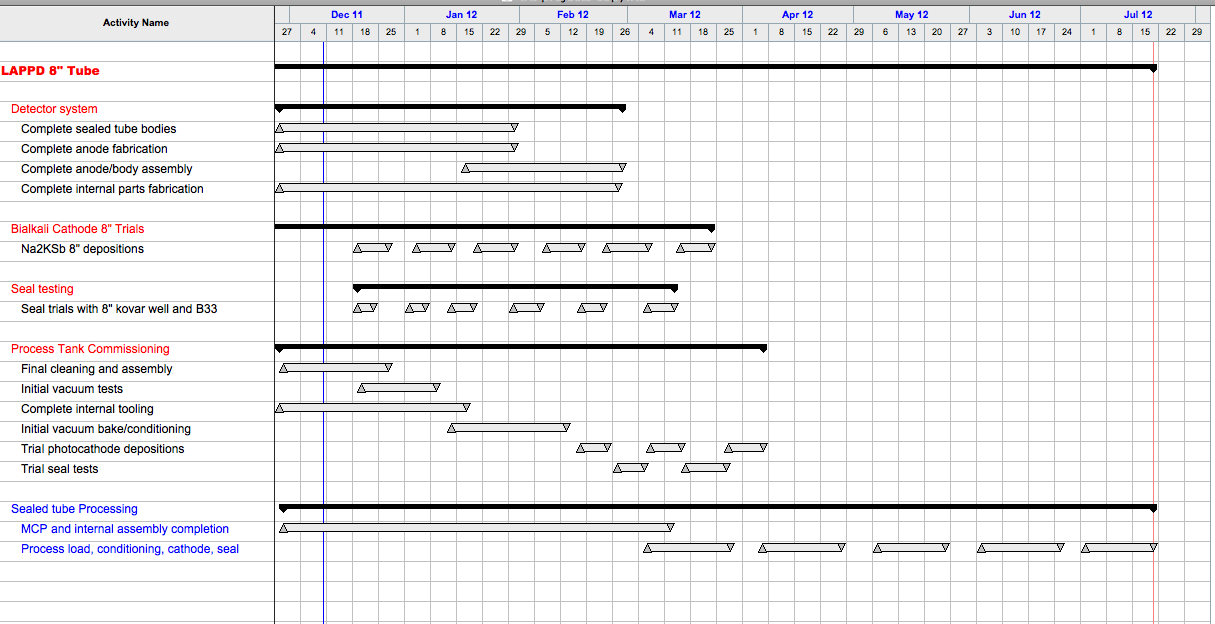 Activity Name
Dec 11 Jan 12 Feb 12 Mar 12 Apr 12 May 12 Jun 12 Jul 12
27 4 11 18 25 1 8 15 22 29 5 12 19 26 4 11 18 25 1 8 15 22 29 6 13 20 27 3 10 17 24 1 8 15 22 29
LAPPD 8" Tube
Detector system
Complete sealed tube bodies
Complete anode fabrication
Complete anode/body assembly
Complete internal parts fabrication
Bialkali Cathode 8" Trials
Na2KSb 8" depositions
Seal testing
Seal trials with 8" kovar well and B33
Process Tank Commissioning
Final cleaning and assembly
Initial vacuum tests
Complete internal tooling
Initial vacuum bake/conditioning
Trial photocathode depositions
Trial seal tests
Sealed tube Processing
MCP and internal assembly completion
Process load, conditioning, cathode, seal